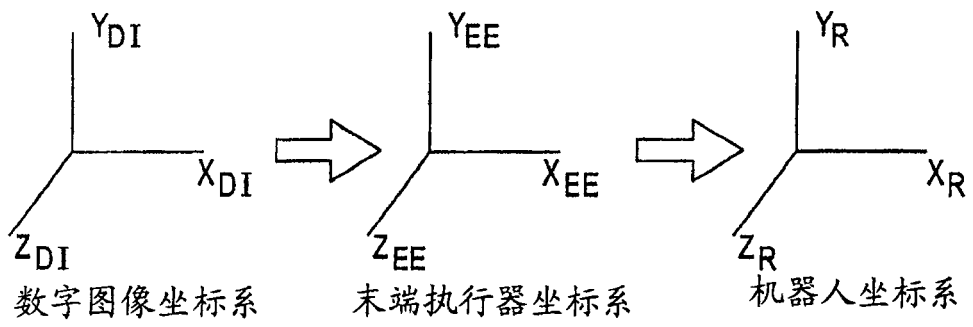 Y_DI Y_EE Y_R
X_DI X_EE X_R
Z_DI Z_EE Z_R
数字图像坐标系 末端执行器坐标系 机器人坐标系